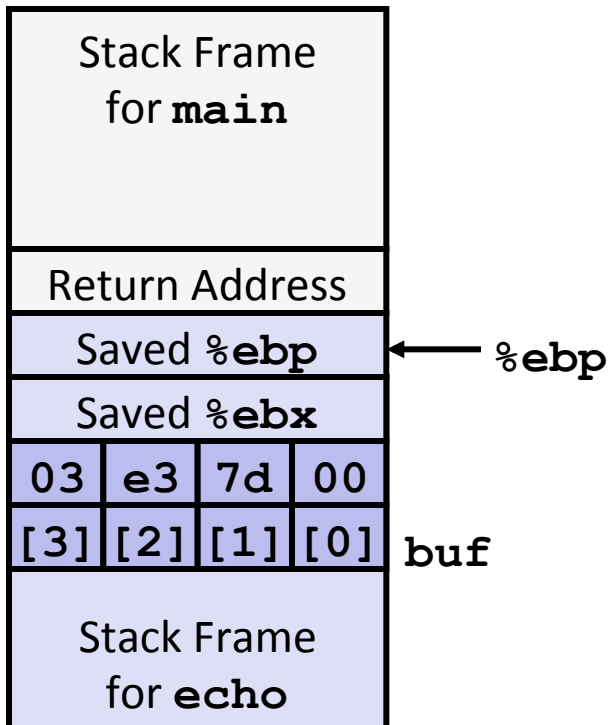 Stack Frame
for main
Return Address
Saved %ebp
%ebp
Saved %ebx
03 e3 7d 00
[3] [2] [1] [0] buf
Stack Frame
for echo